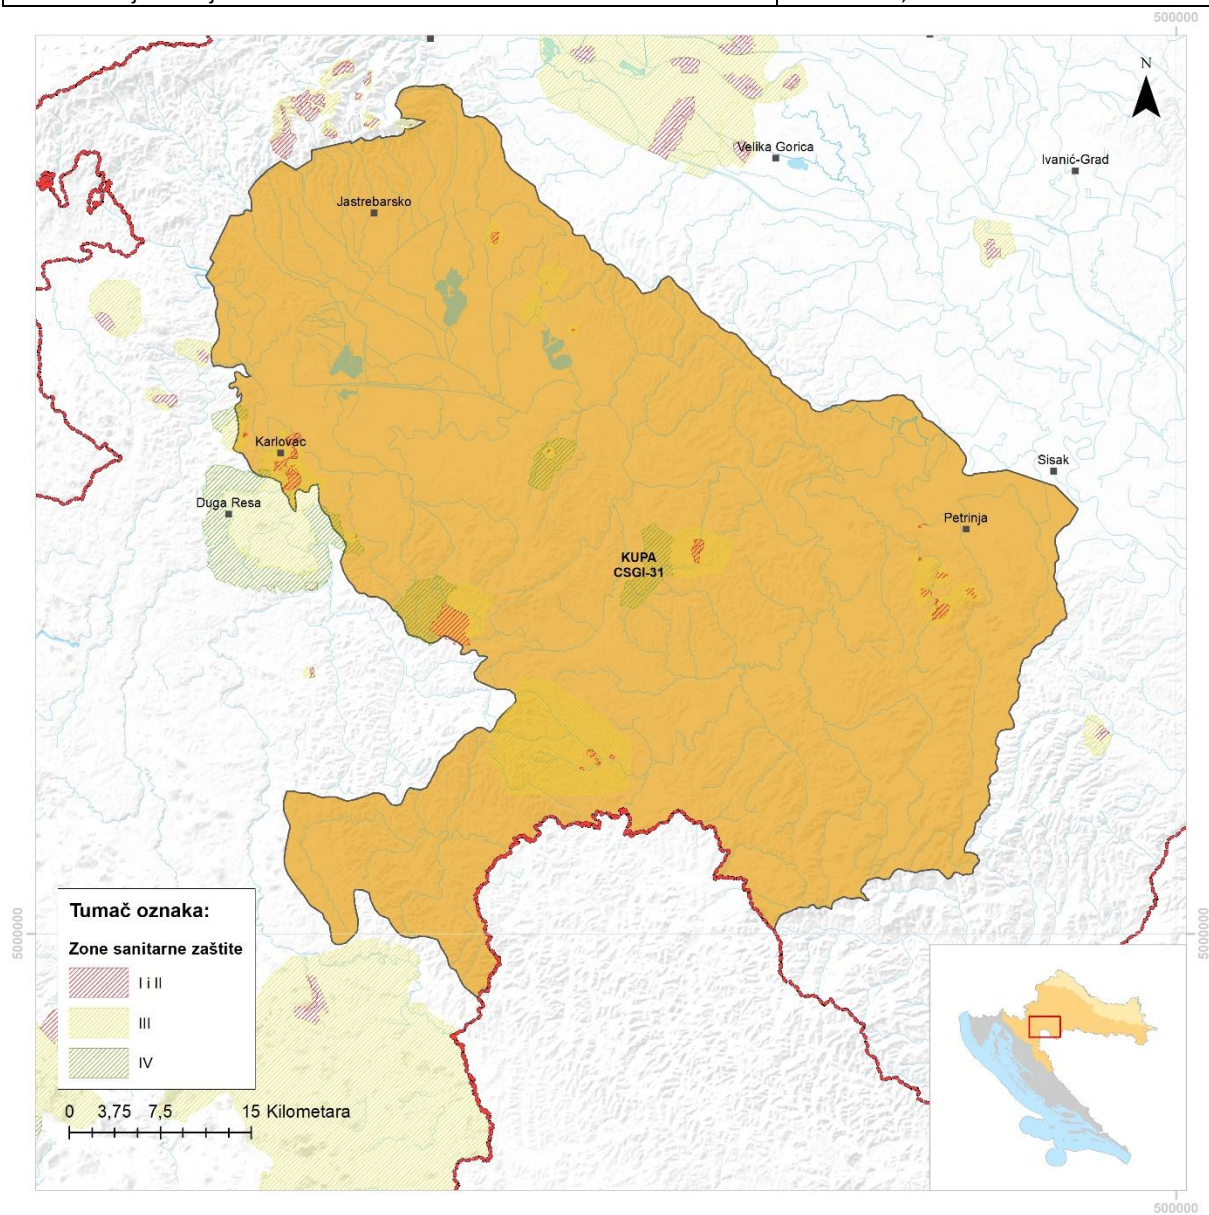 500000
N
Velika Gorica
Ivanić-Grad
Jastrebarsko
Karlovac
Sisak
Duga Resa
Petrinja
KUPA
CSGI-31
5000000
5000000
Tumač oznaka:
Zone sanitarne zaštite
I i II
III
IV
0 3,75 7,5 15 Kilometara
500000